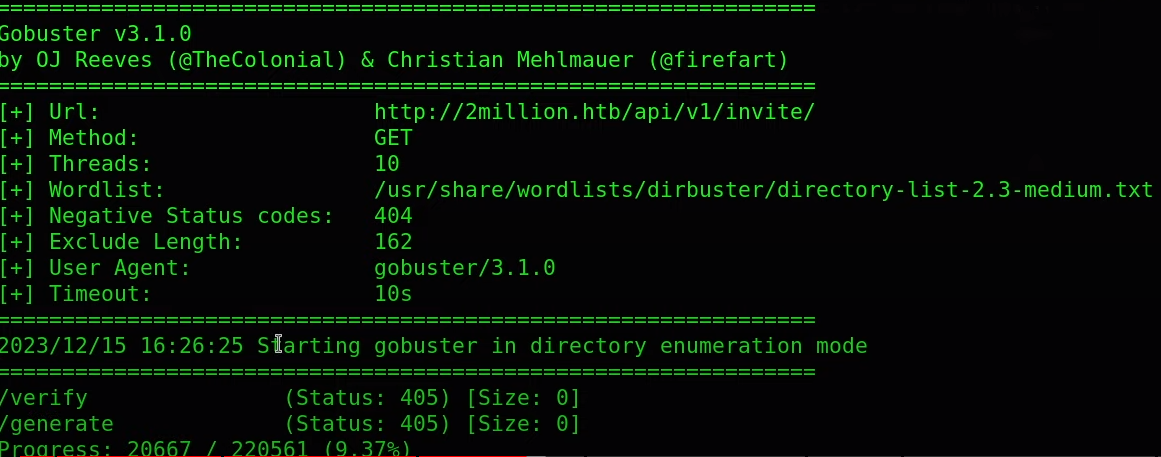 ===============================================================
Gobuster v3.1.0
by OJ Reeves (@TheColonial) & Christian Mehlmauer (@firefart)
===============================================================
[+] Url:                     http://2million.htb/api/v1/invite/
[+] Method:                  GET
[+] Threads:                 10
[+] Wordlist:                /usr/share/wordlists/dirbuster/directory-list-2.3-medium.txt
[+] Negative Status codes:   404
[+] Exclude Length:          162
[+] User Agent:              gobuster/3.1.0
[+] Timeout:                 10s
===============================================================
2023/12/15 16:26:25 Starting gobuster in directory enumeration mode
===============================================================
/verify               (Status: 405) [Size: 0]
/generate             (Status: 405) [Size: 0]
Progress: 20667 / 220561 (9.37%)